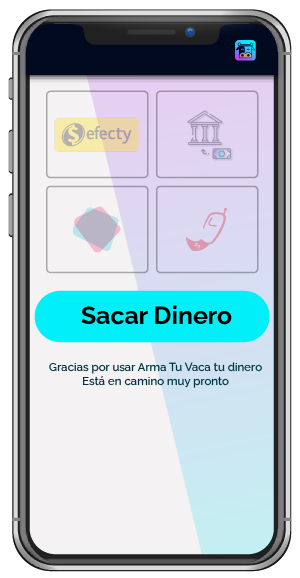 efecty
Sacar Dinero
Gracias por usar Arma Tu Vaca tu dinero
Está en camino muy pronto